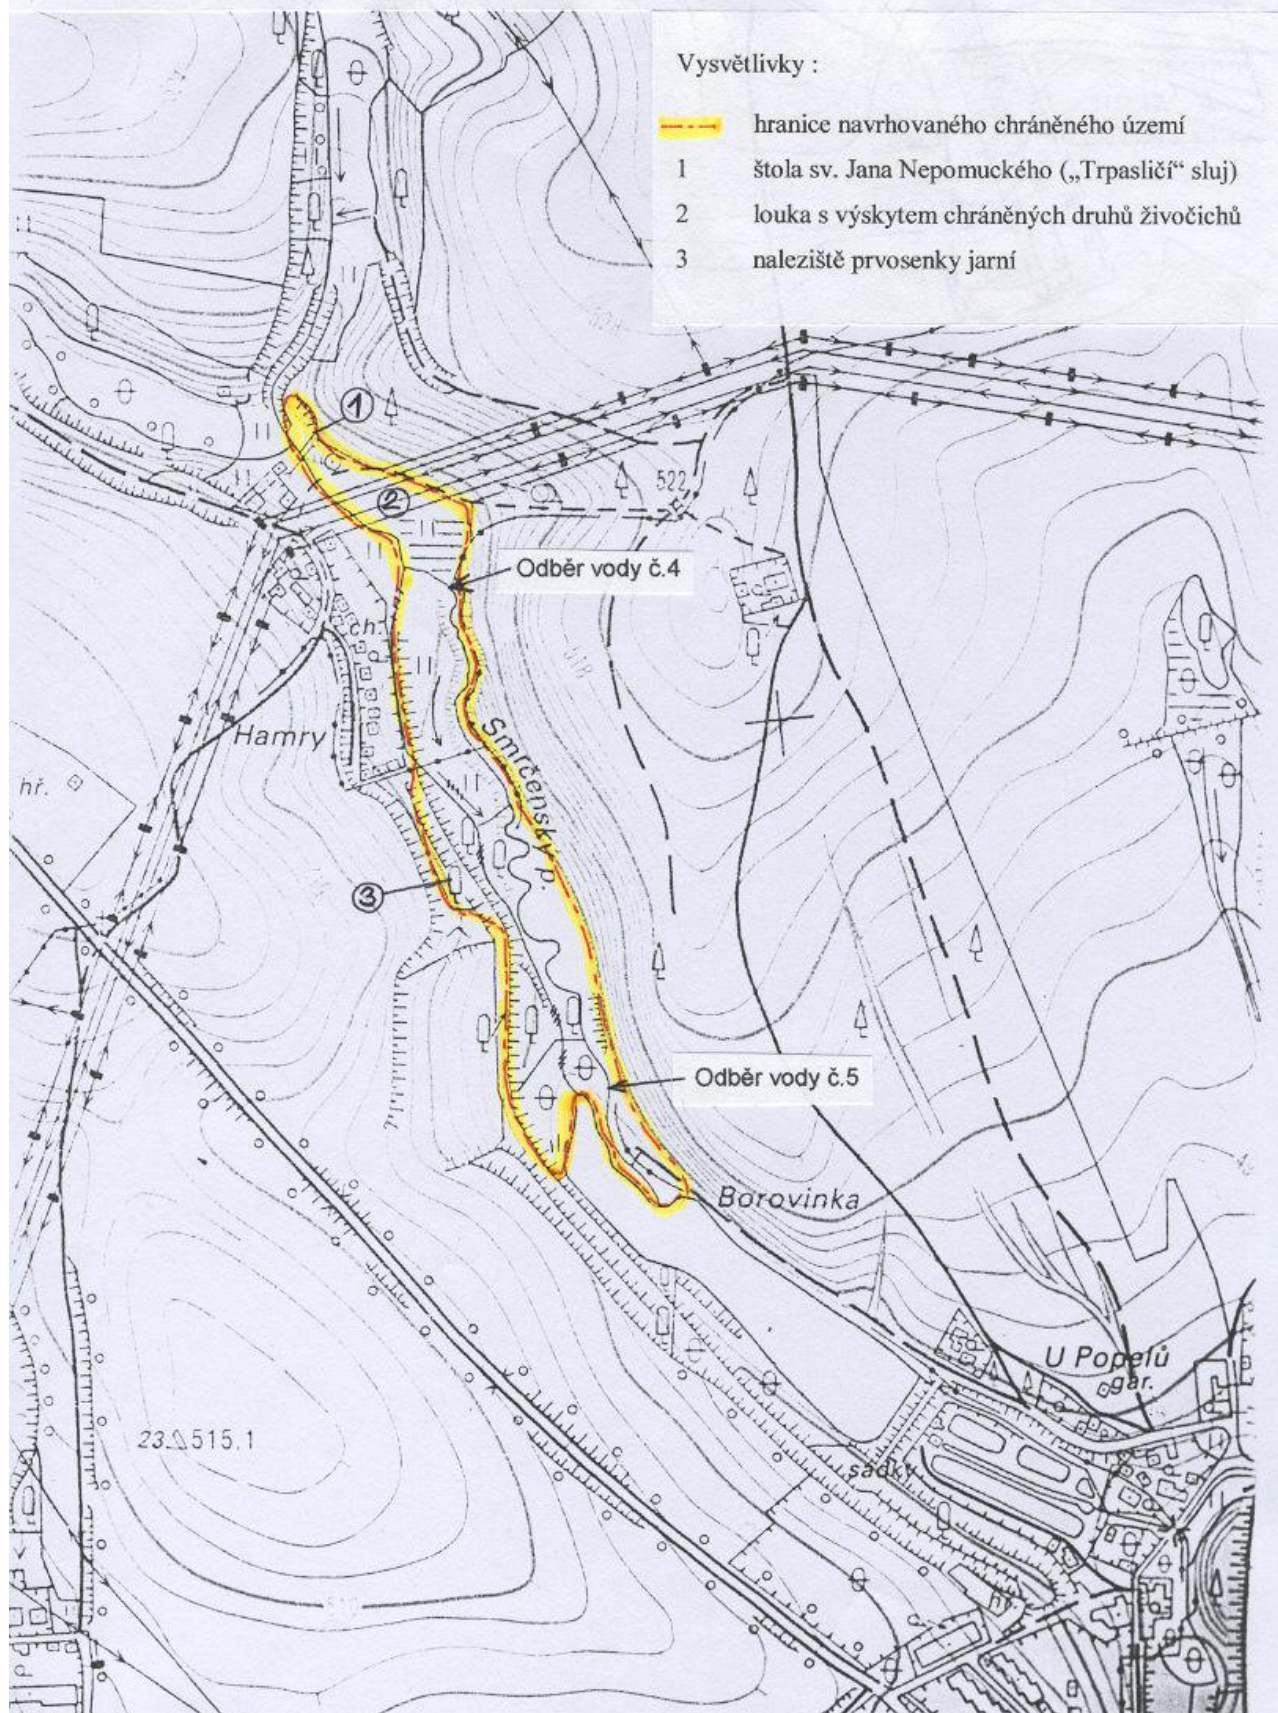 Vysvětlivky :
hranice navrhovaného chráněného území
1 štola sv. Jana Nepomuckého („Trpasličí“ sluj)
2 louka s výskytem chráněných druhů živočichů
3 naleziště prvosenky jarní
1
522
2
Odběr vody č.4
ch.
518
Smrčenský p.
Hamry
hř.
3
Odběr vody č.5
Borovinka
U Popelů
gar.
23 515.1
sádky
hř.